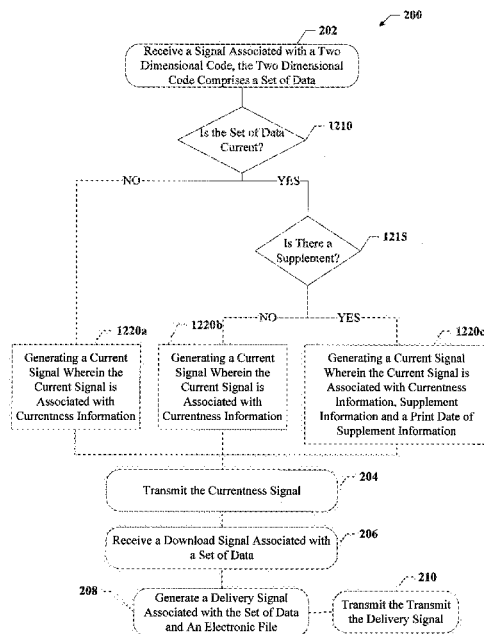 200
202
Receive a Signal Associated with a Two
Dimensional Code, the Two Dimensional
Code Comprises a Set of Data
1210
Is the Set of Data
Current?
NO
YES
1215
Is There a
Supplement?
NO
YES
1220a
1220b
1220c
Generating a Current
Signal Wherein the
Current Signal is
Associated with
Currentness Information
Generating a Current
Signal Wherein the
Current Signal is
Associated with
Currentness Information
Generating a Current Signal
Wherein the Current Signal is
Associated with Currentness
Information, Supplement
Information and a Print Date of
Supplement Information
204
Transmit the Currentness Signal
206
Receive a Download Signal Associated with
a Set of Data
208
Generate a Delivery Signal
Associated with the Set of Data
and An Electronic File
210
Transmit the Transmit
the Delivery Signal